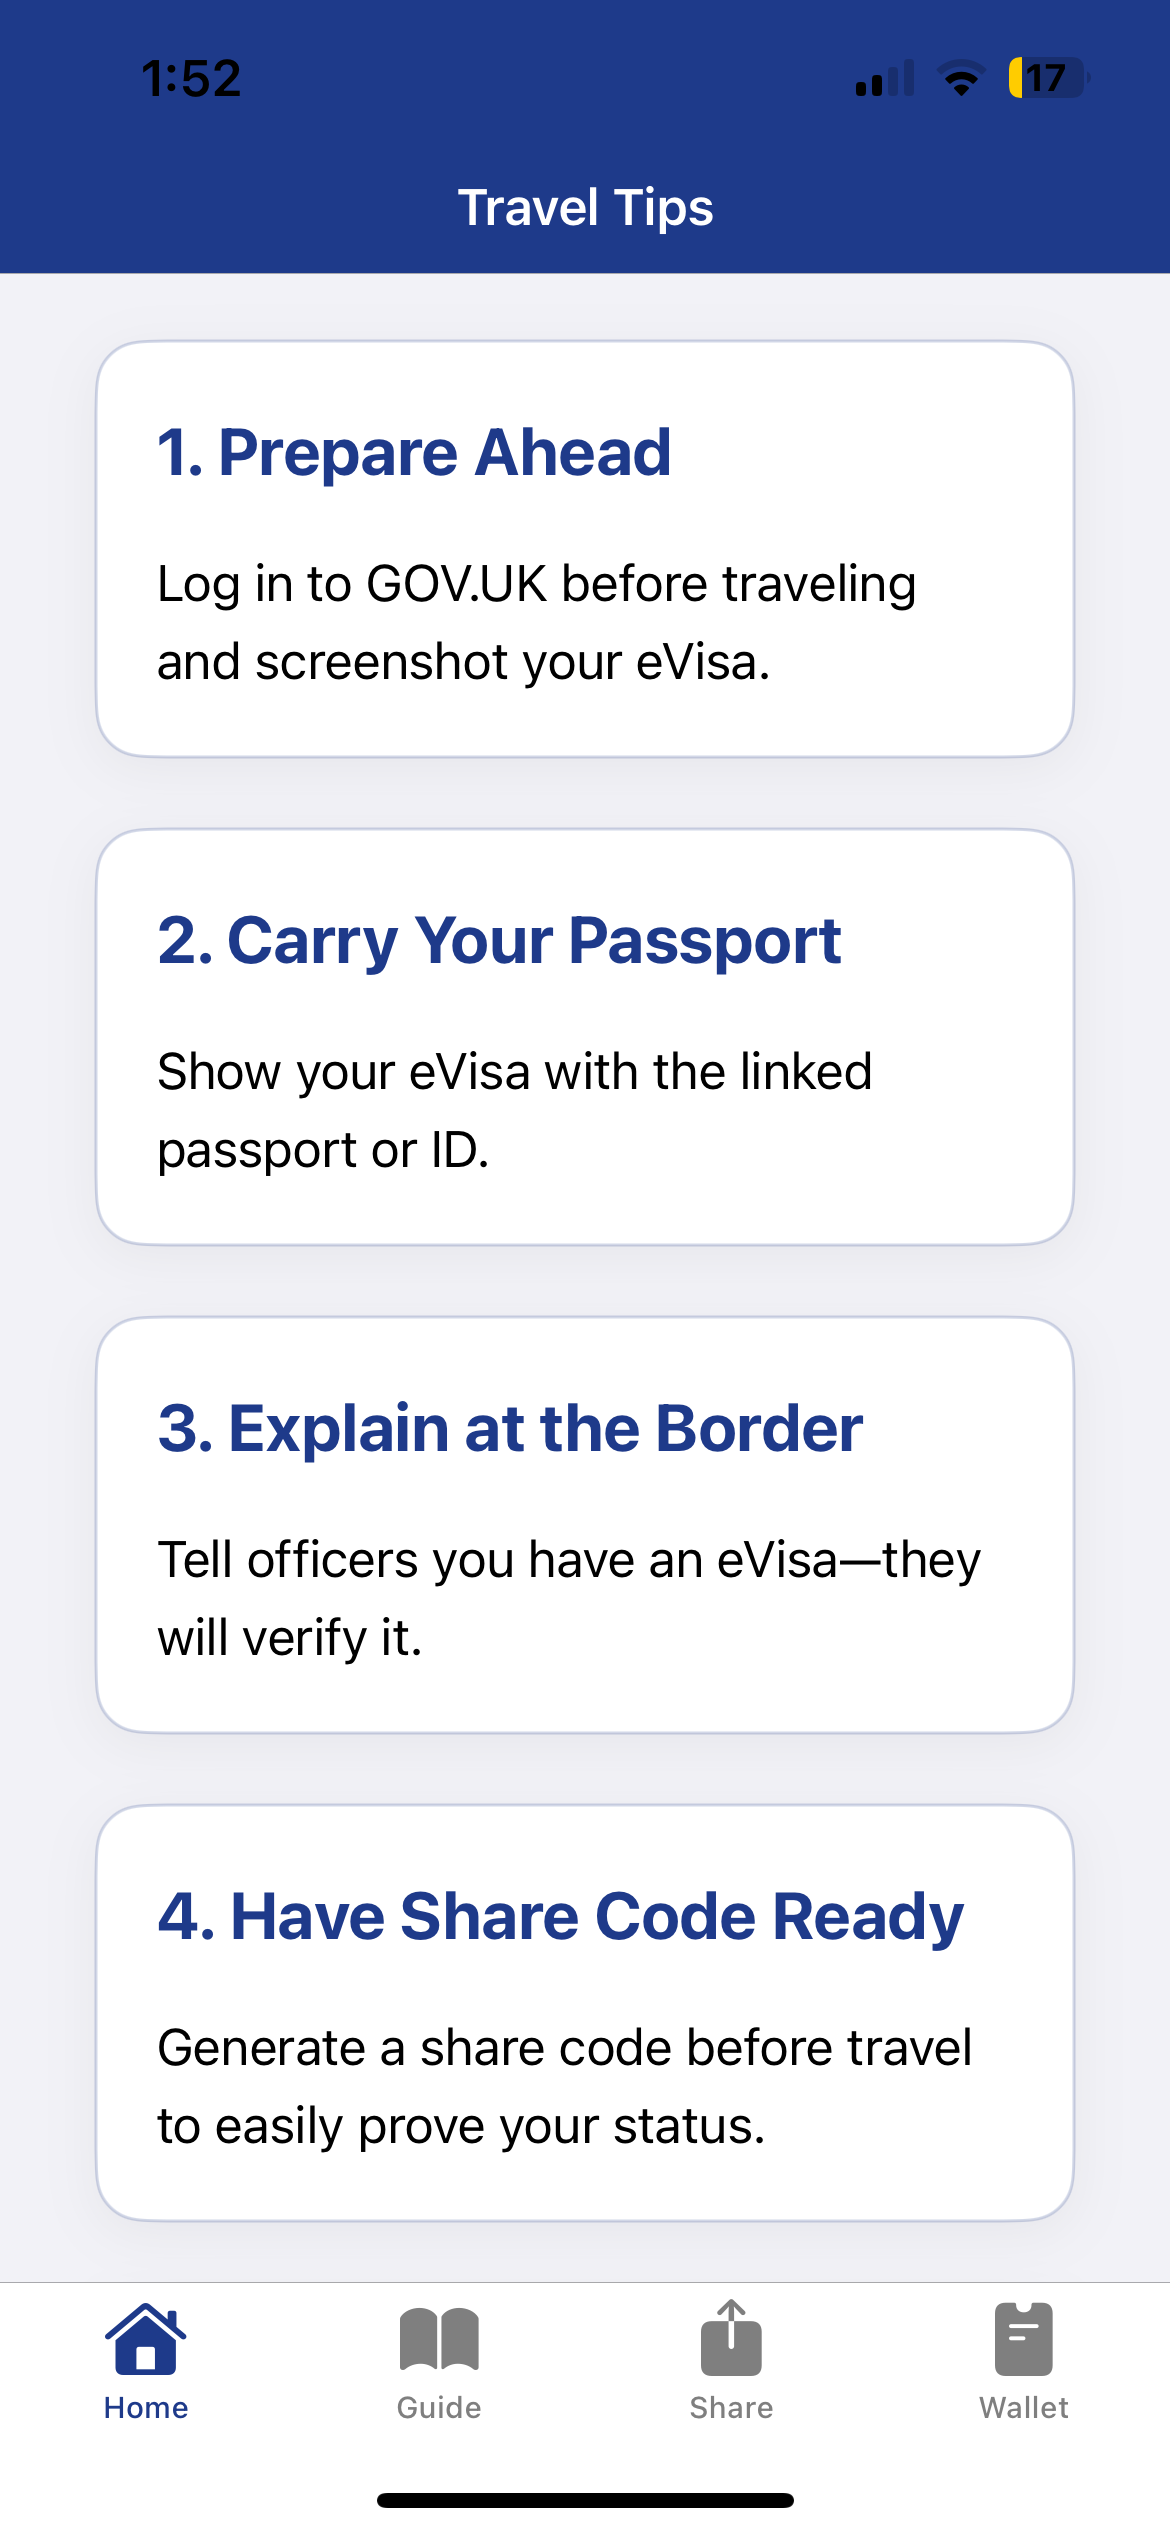 1:52
17
Travel Tips
1. Prepare Ahead
Log in to GOV.UK before traveling
and screenshot your eVisa.
2. Carry Your Passport
Show your eVisa with the linked
passport or ID.
3. Explain at the Border
Tell officers you have an eVisa—they
will verify it.
4. Have Share Code Ready
Generate a share code before travel
to easily prove your status.
Home
Guide
Share
Wallet